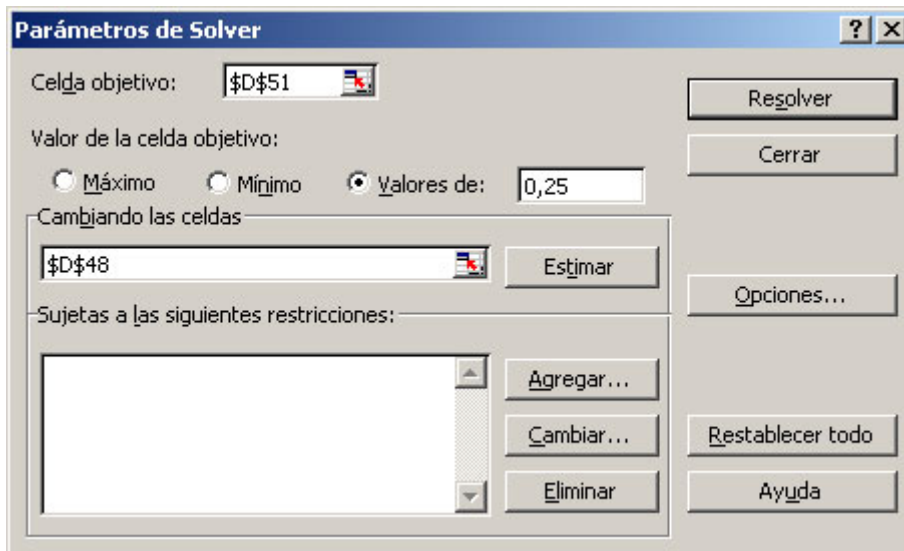 Parámetros de Solver
Celda objetivo: $D$51
Resolver
Valor de la celda objetivo:
Cerrar
Máximo Mínimo Valores de: 0,25
Cambiando las celdas
$D$48 Estimar
Opciones...
Sujetas a las siguientes restricciones:
Agregar...
Cambiar... Restablecer todo
Eliminar Ayuda